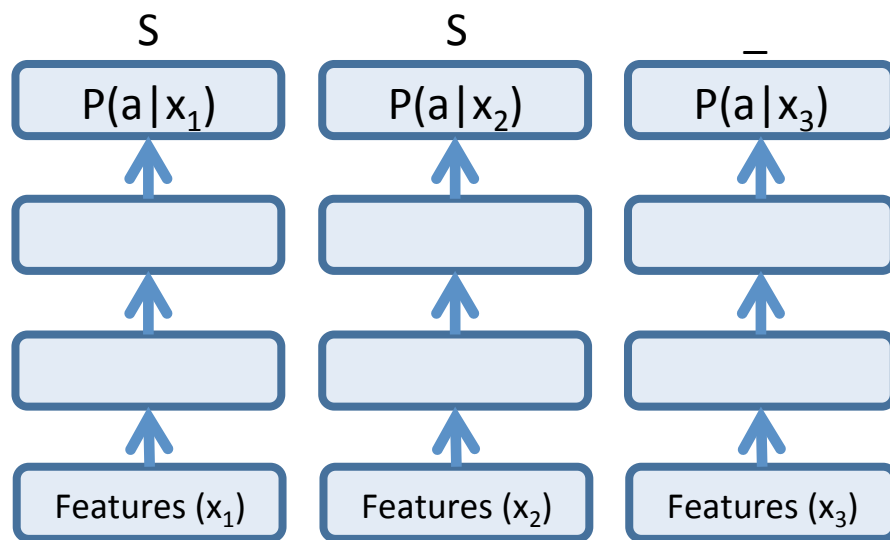 S S _
P(a|x₁) P(a|x₂) P(a|x₃)
Features (x₁) Features (x₂) Features (x₃)